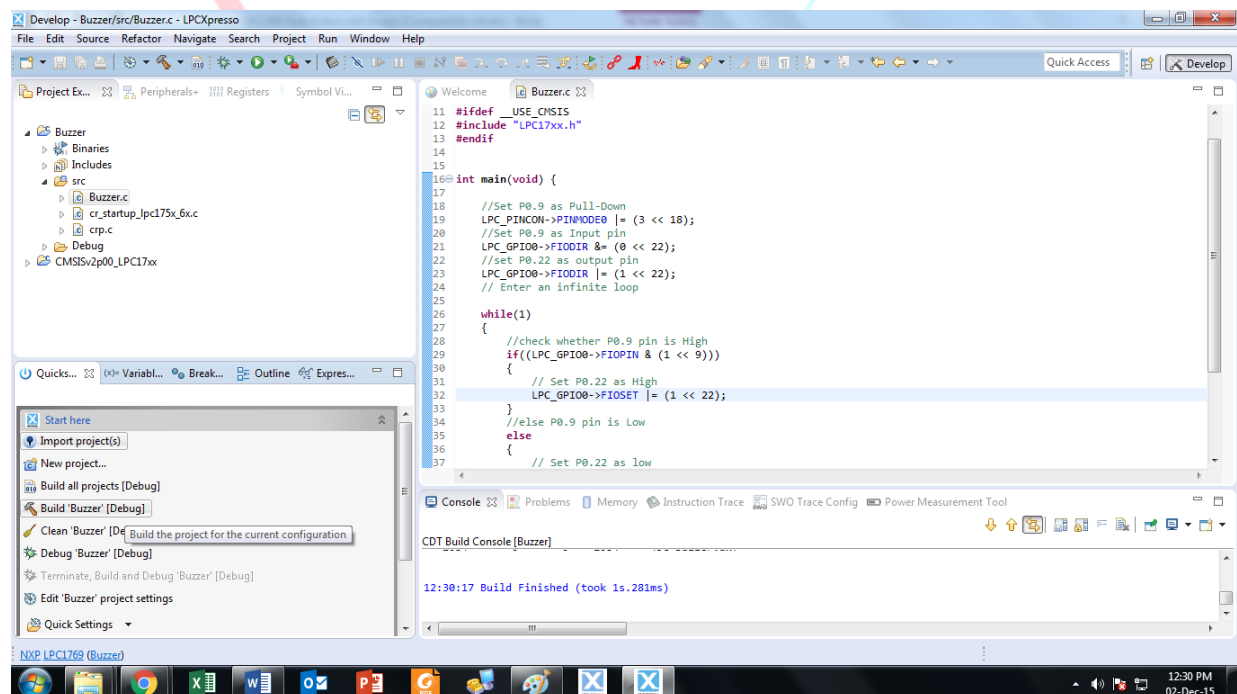 Develop - Buzzer/src/Buzzer.c - LPCXpresso
File Edit Source Refactor Navigate Search Project Run Window Help
Quick Access Develop
Project Ex... Peripherals+ Registers Symbol Vi...
Buzzer
Binaries
Includes
src
Buzzer.c
cr_startup_lpc175x_6x.c
crp.c
Debug
CMSISv2p00_LPC17xx
Welcome Buzzer.c
11 #ifdef __USE_CMSIS
12 #include "LPC17xx.h"
13 #endif
14
15
16 int main(void) {
17
18 //Set P0.9 as Pull-Down
19 LPC_PINCON->PINMODE0 |= (3 << 18);
20 //Set P0.9 as Input pin
21 LPC_GPIO0->FIODIR &= (0 << 22);
22 //set P0.22 as output pin
23 LPC_GPIO0->FIODIR |= (1 << 22);
24 // Enter an infinite loop
25
26 while(1)
27 {
28 //check whether P0.9 pin is High
29 if((LPC_GPIO0->FIOPIN & (1 << 9)))
30 {
31 // Set P0.22 as High
32 LPC_GPIO0->FIOSET |= (1 << 22);
33 }
34 //else P0.9 pin is Low
35 else
36 {
37 // Set P0.22 as low
Quicks... (x)= Variabl... Break... Outline Expres...
Start here
Import project(s)
New project...
Build all projects [Debug]
Build 'Buzzer' [Debug]
Clean 'Buzzer' [De
Build the project for the current configuration
Debug 'Buzzer' [Debug]
Terminate, Build and Debug 'Buzzer' [Debug]
Edit 'Buzzer' project settings
Quick Settings
Console Problems Memory Instruction Trace SWO Trace Config Power Measurement Tool
CDT Build Console [Buzzer]
12:30:17 Build Finished (took 1s.281ms)
NXP LPC1769 (Buzzer)
12:30 PM
02-Dec-15